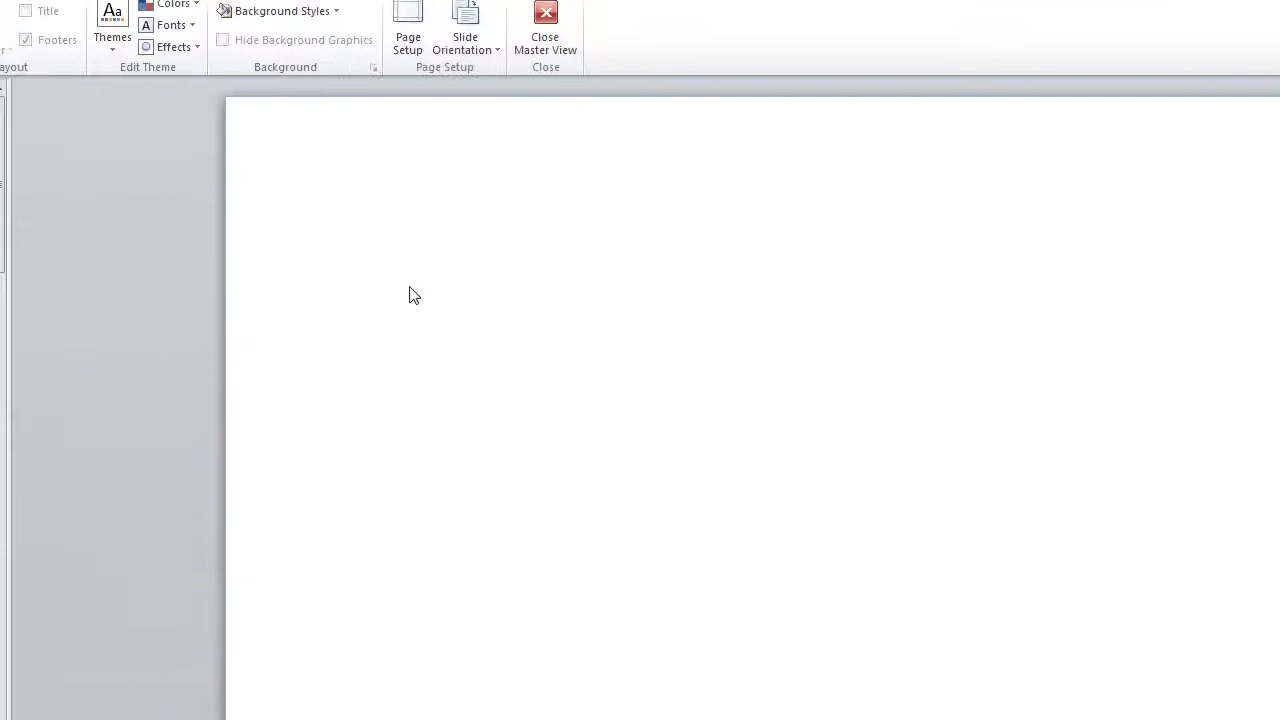 Title
Footers
ayout
Aa
Themes
Colors
Fonts
A
Effects
Edit Theme
Background Styles
Hide Background Graphics
Background
Page
Setup
Slide
Orientation
Page Setup
Close
Master View
Close